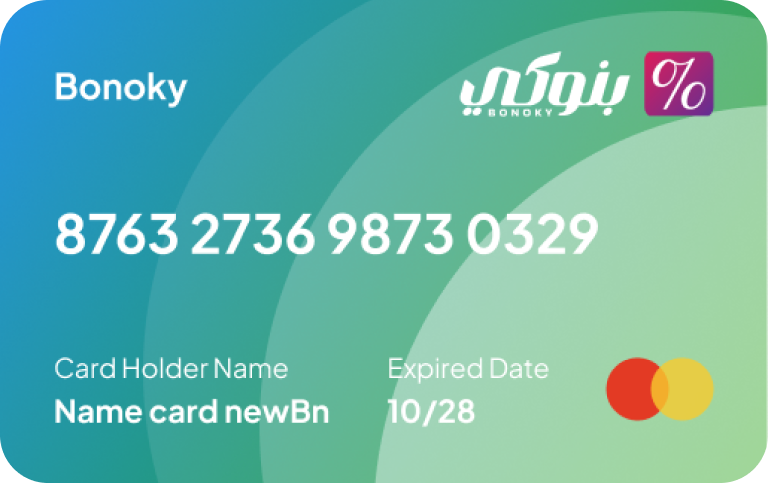 Bonoky
بنوكي %
BONOKY
8763 2736 9873 0329
Card Holder Name
Expired Date
Name card newBn
10/28